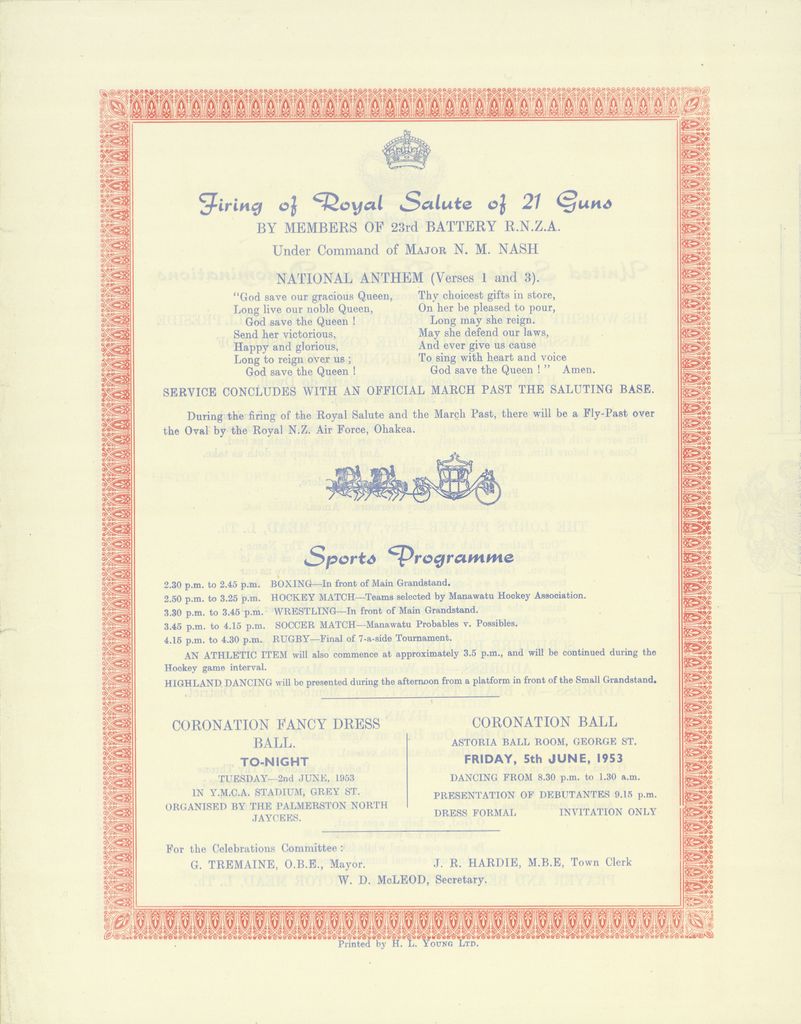 Firing of Royal Salute of 21 Guns
BY MEMBERS OF 23rd BATTERY R.N.Z.A.
Under Command of MAJOR N. M. NASH
NATIONAL ANTHEM (Verses 1 and 3).
"God save our gracious Queen,
Long live our noble Queen,
God save the Queen !
Send her victorious,
Happy and glorious,
Long to reign over us ;
God save the Queen !
Thy choicest gifts in store,
On her be pleased to pour,
Long may she reign.
May she defend our laws,
And ever give us cause
To sing with heart and voice
God save the Queen ! " Amen.
SERVICE CONCLUDES WITH AN OFFICIAL MARCH PAST THE SALUTING BASE.
During the firing of the Royal Salute and the March Past, there will be a Fly-Past over
the Oval by the Royal N.Z. Air Force, Ohakea.
Sports Programme
2.30 p.m. to 2.45 p.m. BOXING—In front of Main Grandstand.
2.50 p.m. to 3.25 p.m. HOCKEY MATCH—Teams selected by Manawatu Hockey Association.
3.30 p.m. to 3.45 p.m. WRESTLING—In front of Main Grandstand.
3.45 p.m. to 4.15 p.m. SOCCER MATCH—Manawatu Probables v. Possibles.
4.15 p.m. to 4.30 p.m. RUGBY—Final of 7-a-side Tournament.
AN ATHLETIC ITEM will also commence at approximately 3.5 p.m., and will be continued during the
Hockey game interval.
HIGHLAND DANCING will be presented during the afternoon from a platform in front of the Small Grandstand.
CORONATION FANCY DRESS
BALL.
TO-NIGHT
TUESDAY—2nd JUNE, 1953
IN Y.M.C.A. STADIUM, GREY ST.
ORGANISED BY THE PALMERSTON NORTH
JAYCEES.
CORONATION BALL
ASTORIA BALL ROOM, GEORGE ST.
FRIDAY, 5th JUNE, 1953
DANCING FROM 8.30 p.m. to 1.30 a.m.
PRESENTATION OF DEBUTANTES 9.15 p.m.
DRESS FORMAL INVITATION ONLY
For the Celebrations Committee :
G. TREMAINE, O.B.E., Mayor. J. R. HARDIE, M.B.E, Town Clerk
W. D. McLEOD, Secretary.
Printed by H. L. YOUNG LTD.